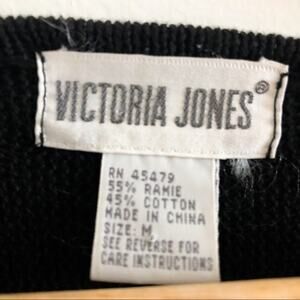 VICTORIA JONES®
RN 45479
55% RAMIE
45% COTTON
MADE IN CHINA
SIZE: M
SEE REVERSE FOR
CARE INSTRUCTIONS